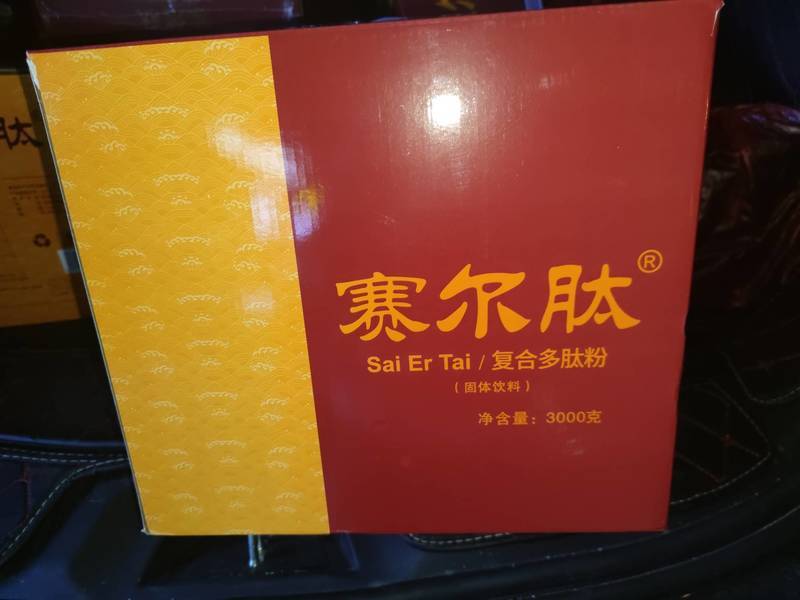 赛尔肽®
Sai Er Tai / 复合多肽粉
（固体饮料）
净含量：3000克
肽